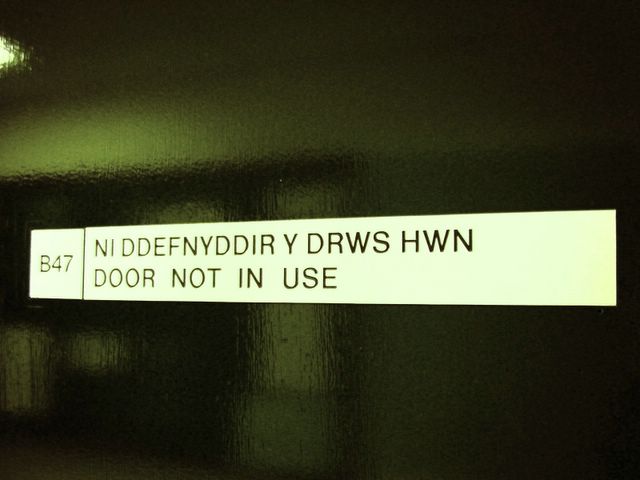 B47
NI DDEFNYDDIR Y DRWS HWN
DOOR NOT IN USE